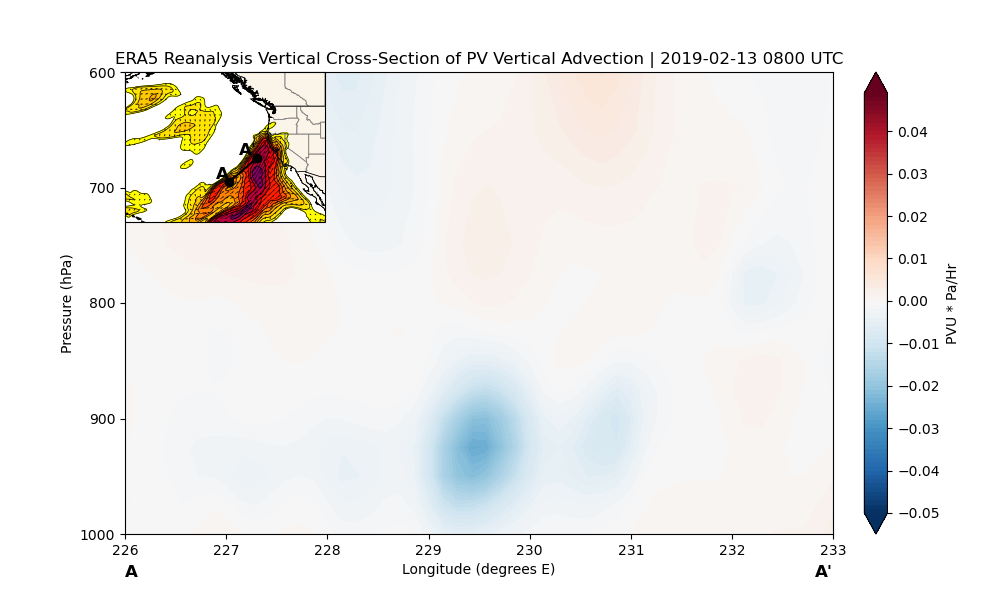 ERA5 Reanalysis Vertical Cross-Section of PV Vertical Advection | 2019-02-13 0800 UTC
600
700
800
900
1000
Pressure (hPa)
A
A
226
227
228
229
230
231
232
233
Longitude (degrees E)
A
A'
0.04
0.03
0.02
0.01
0.00
−0.01
−0.02
−0.03
−0.04
−0.05
PVU * Pa/Hr